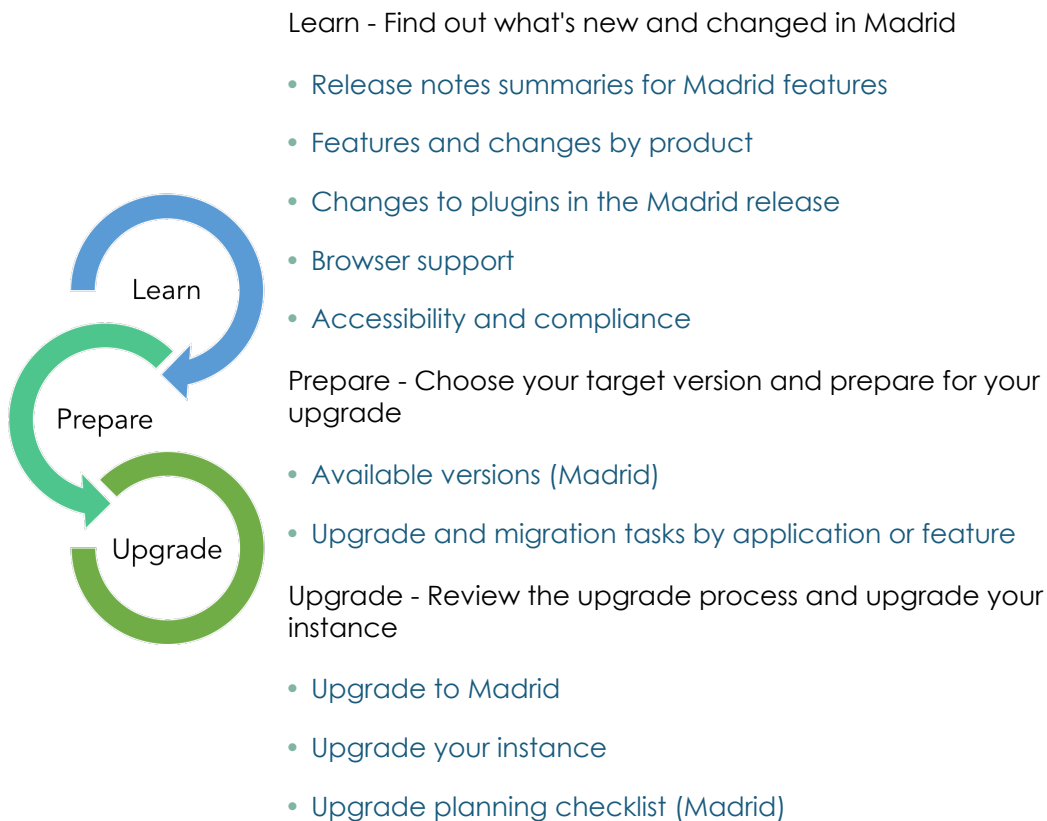 Learn - Find out what's new and changed in Madrid
• Release notes summaries for Madrid features
• Features and changes by product
• Changes to plugins in the Madrid release
• Browser support
• Accessibility and compliance
Prepare - Choose your target version and prepare for your
upgrade
• Available versions (Madrid)
• Upgrade and migration tasks by application or feature
Upgrade - Review the upgrade process and upgrade your
instance
• Upgrade to Madrid
• Upgrade your instance
• Upgrade planning checklist (Madrid)
Learn
Prepare
Upgrade